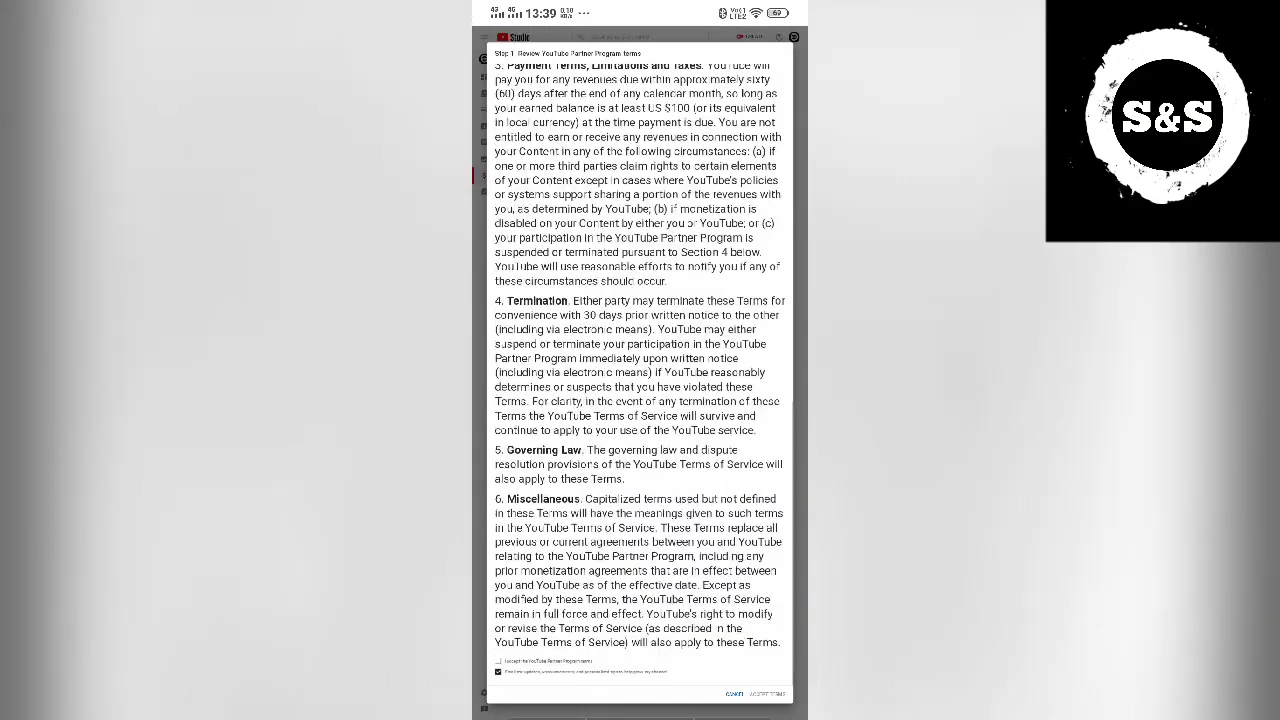 4G 4G 13:39 0.10 KB/s ...
Vo) 1 LTE2 69
Studio
S&S
Step 1 Review YouTube Partner Program terms
3. Payment Terms, Limitations and Taxes. YouTube will
pay you for any revenues due within approximately sixty
(60) days after the end of any calendar month, so long as
your earned balance is at least US $100 (or its equivalent
in local currency) at the time payment is due. You are not
entitled to earn or receive any revenues in connection with
your Content in any of the following circumstances: (a) if
one or more third parties claim rights to certain elements
of your Content except in cases where YouTube's policies
or systems support sharing a portion of the revenues with
you, as determined by YouTube; (b) if monetization is
disabled on your Content by either you or YouTube; or (c)
your participation in the YouTube Partner Program is
suspended or terminated pursuant to Section 4 below.
YouTube will use reasonable efforts to notify you if any of
these circumstances should occur.
4. Termination. Either party may terminate these Terms for
convenience with 30 days prior written notice to the other
(including via electronic means). YouTube may either
suspend or terminate your participation in the YouTube
Partner Program immediately upon written notice
(including via electronic means) if YouTube reasonably
determines or suspects that you have violated these
Terms. For clarity, in the event of any termination of these
Terms the YouTube Terms of Service will survive and
continue to apply to your use of the YouTube service.
5. Governing Law. The governing law and dispute
resolution provisions of the YouTube Terms of Service will
also apply to these Terms.
6. Miscellaneous. Capitalized terms used but not defined
in these Terms will have the meanings given to such terms
in the YouTube Terms of Service. These Terms replace all
previous or current agreements between you and YouTube
relating to the YouTube Partner Program, including any
prior monetization agreements that are in effect between
you and YouTube as of the effective date. Except as
modified by these Terms, the YouTube Terms of Service
remain in full force and effect. YouTube's right to modify
or revise the Terms of Service (as described in the
YouTube Terms of Service) will also apply to these Terms.
I accept the YouTube Partner Program terms
CANCEL ACCEPT TERMS